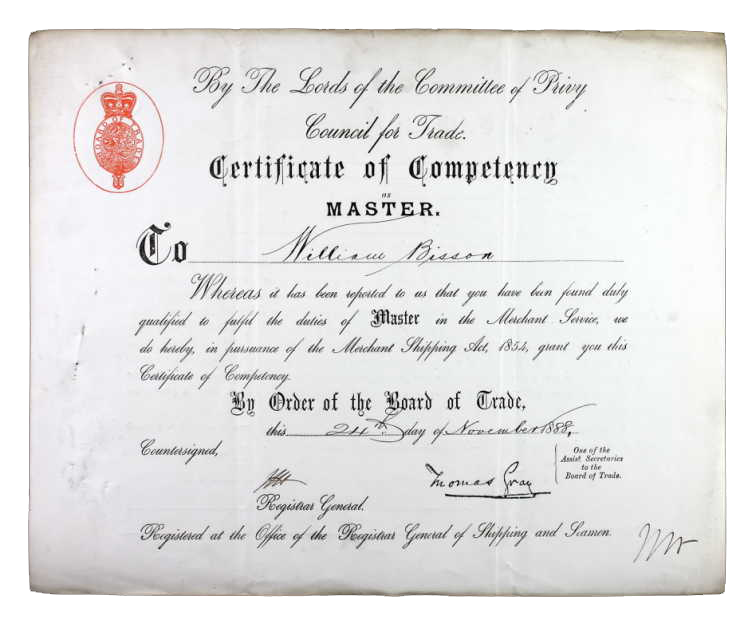 By The Lords of the Committee of Privy
Council for Trade.
BOARD OF TRADE
Certificate of Competency
as
MASTER.
To William Bisson
Whereas it has been reported to us that you have been found duly
qualified to fulfil the duties of Master in the Merchant Service, we
do hereby, in pursuance of the Merchant Shipping Act, 1854, grant you this
Certificate of Competency.
By Order of the Board of Trade,
this 24th day of November 1888,
Countersigned,
Thomas Gray
One of the
Assist. Secretaries
to the
Board of Trade.
Registrar General.
Registered at the Office of the Registrar General of Shipping and Seamen.